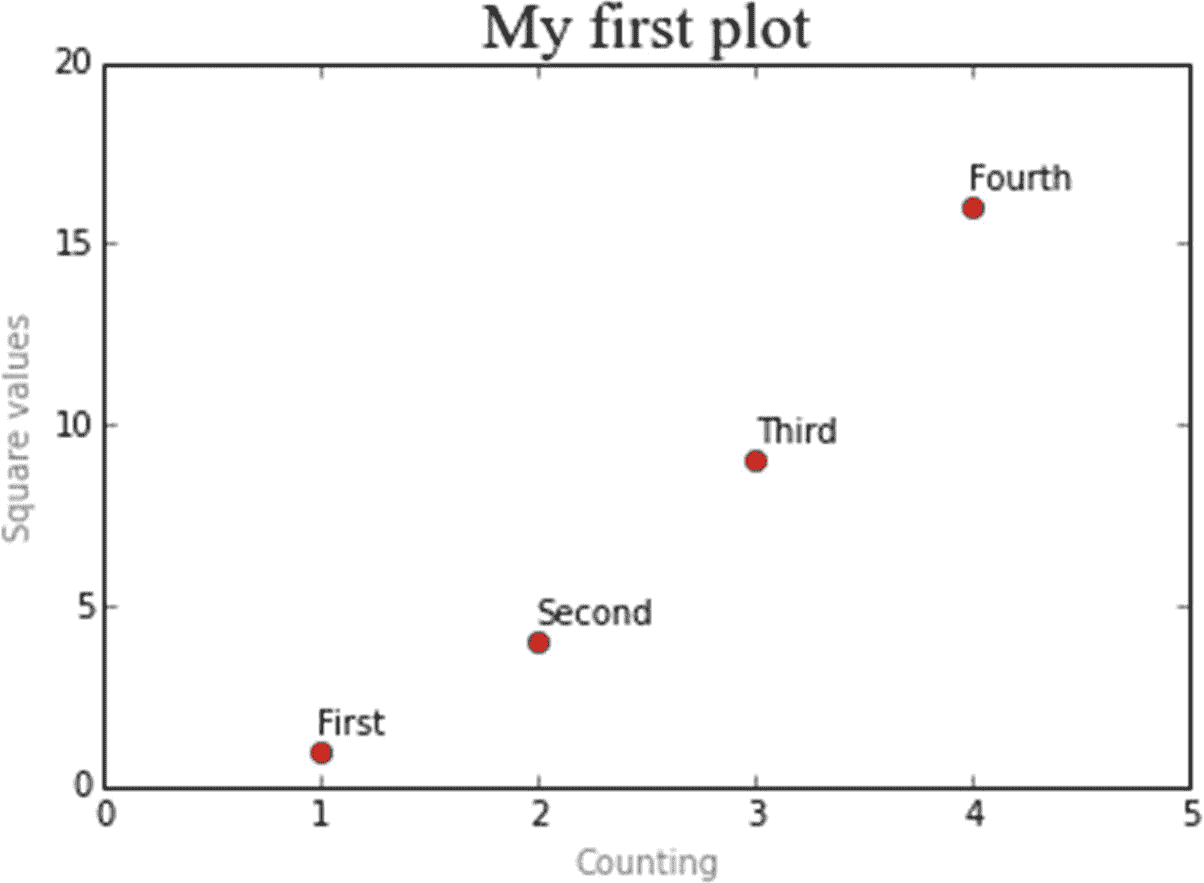 My first plot
20
Fourth
15
Square values
10
Third
5
Second
First
0
0 1 2 3 4 5
Counting